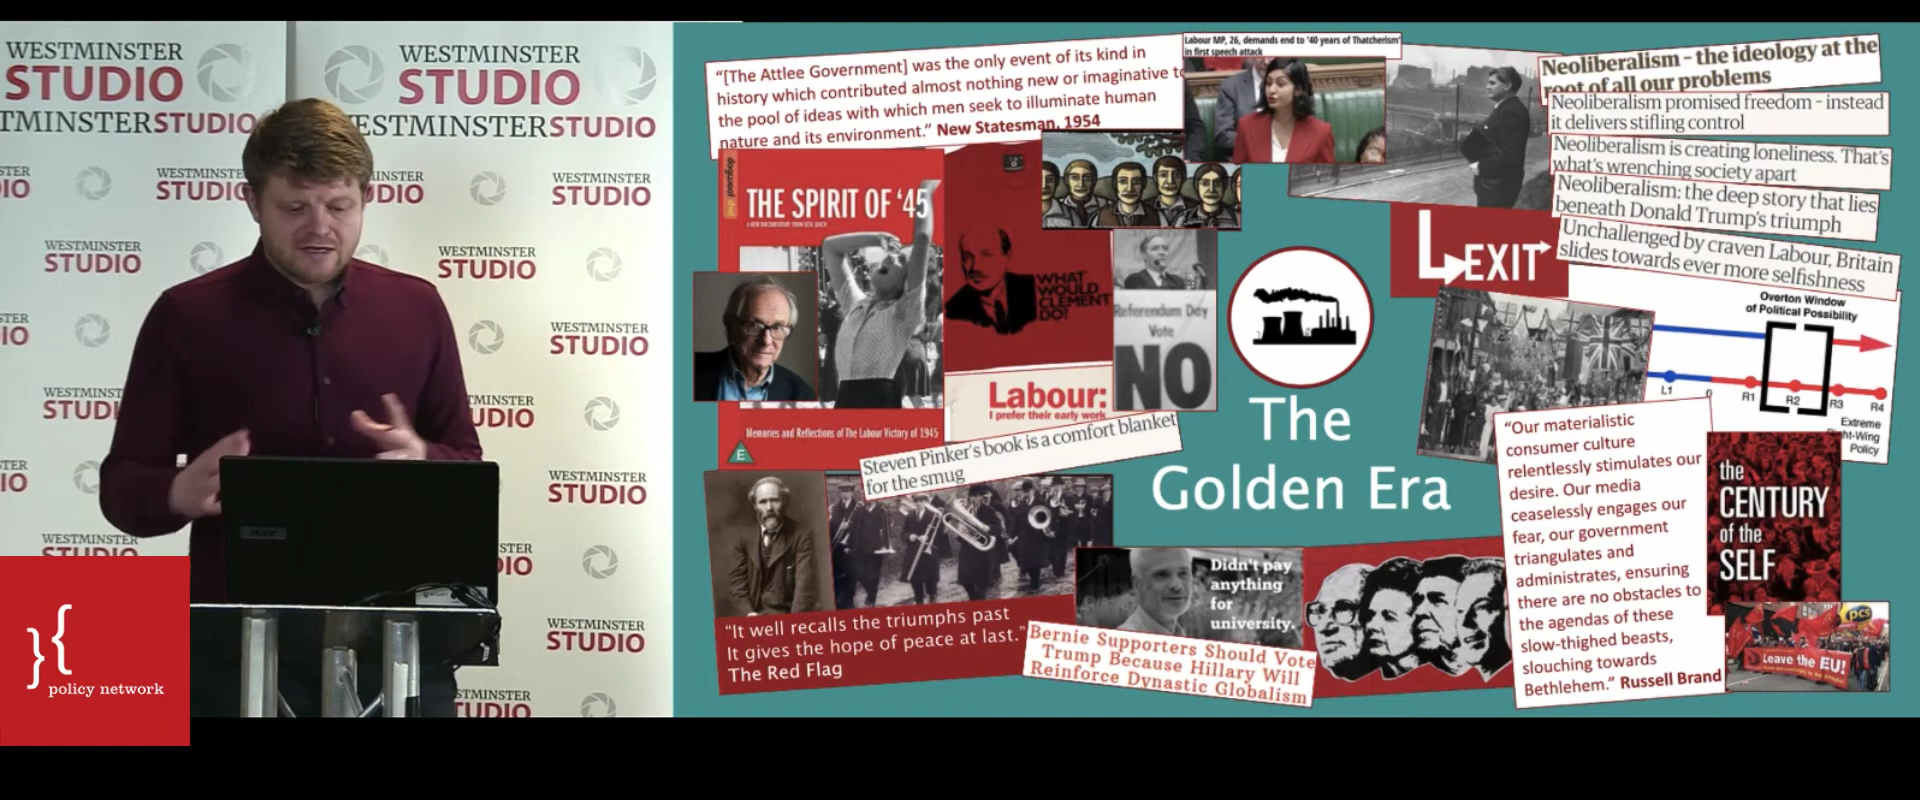 WESTMINSTER
STUDIO
WESTMINSTER
STUDIO
TMINSTERSTUDIO
ESTMINSTERSTUDIO
WESTMINSTER
STUDIO
WESTMINSTER
STUDIO
WESTMINSTER
STUDIO
WESTMINSTER
STUDIO
WESTMINSTER
STUDIO
WESTMINSTER
STUDIO
WESTMINSTER
STUDIO
WESTMINSTER
STUDIO
policy network
"[The Attlee Government] was the only event of its kind in
history which contributed almost nothing new or imaginative to
the pool of ideas with which men seek to illuminate human
nature and its environment." New Statesman, 1954
Labour MP, 26, demands end to '40 years of Thatcherism'
in first speech attack
Neoliberalism – the ideology at the
root of all our problems
Neoliberalism promised freedom – instead
it delivers stifling control
Neoliberalism is creating loneliness. That's
what's wrenching society apart
Neoliberalism: the deep story that lies
beneath Donald Trump's triumph
Unchallenged by craven Labour, Britain
slides towards ever more selfishness
dogwoof
THE SPIRIT OF '45
Memories and Reflections of The Labour Victory of 1945
E
WHAT
WOULD
CLEMENT
DO?
Labour:
I prefer their early work
Referendum Day
Vote
NO
LEXIT
Overton Window
of Political Possibility
L1
0
R1
R2
R3
R4
Extreme
ht-Wing
Policy
The
Golden Era
Steven Pinker's book is a comfort blanket
for the smug
"It well recalls the triumphs past
It gives the hope of peace at last."
The Red Flag
Didn't pay
anything
for
university.
Bernie Supporters Should Vote
Trump Because Hillary Will
Reinforce Dynastic Globalism
"Our materialistic
consumer culture
relentlessly stimulates our
desire. Our media
ceaselessly engages our
fear, our government
triangulates and
administrates, ensuring
there are no obstacles to
the agendas of these
slow-thighed beasts,
slouching towards
Bethlehem." Russell Brand
the
CENTURY
of the
SELF
pcs
Leave the EU!